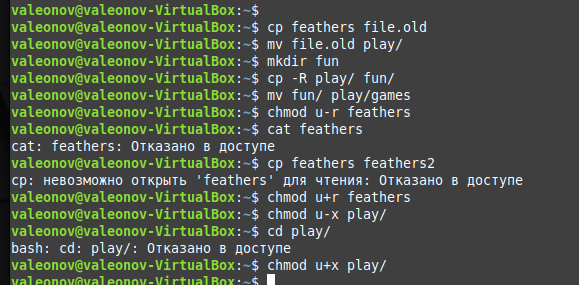 valeonov@valeonov-VirtualBox:~$
valeonov@valeonov-VirtualBox:~$ cp feathers file.old
valeonov@valeonov-VirtualBox:~$ mv file.old play/
valeonov@valeonov-VirtualBox:~$ mkdir fun
valeonov@valeonov-VirtualBox:~$ cp -R play/ fun/
valeonov@valeonov-VirtualBox:~$ mv fun/ play/games
valeonov@valeonov-VirtualBox:~$ chmod u-r feathers
valeonov@valeonov-VirtualBox:~$ cat feathers
cat: feathers: Отказано в доступе
valeonov@valeonov-VirtualBox:~$ cp feathers feathers2
cp: невозможно открыть 'feathers' для чтения: Отказано в доступе
valeonov@valeonov-VirtualBox:~$ chmod u+r feathers
valeonov@valeonov-VirtualBox:~$ chmod u-x play/
valeonov@valeonov-VirtualBox:~$ cd play/
bash: cd: play/: Отказано в доступе
valeonov@valeonov-VirtualBox:~$ chmod u+x play/
valeonov@valeonov-VirtualBox:~$